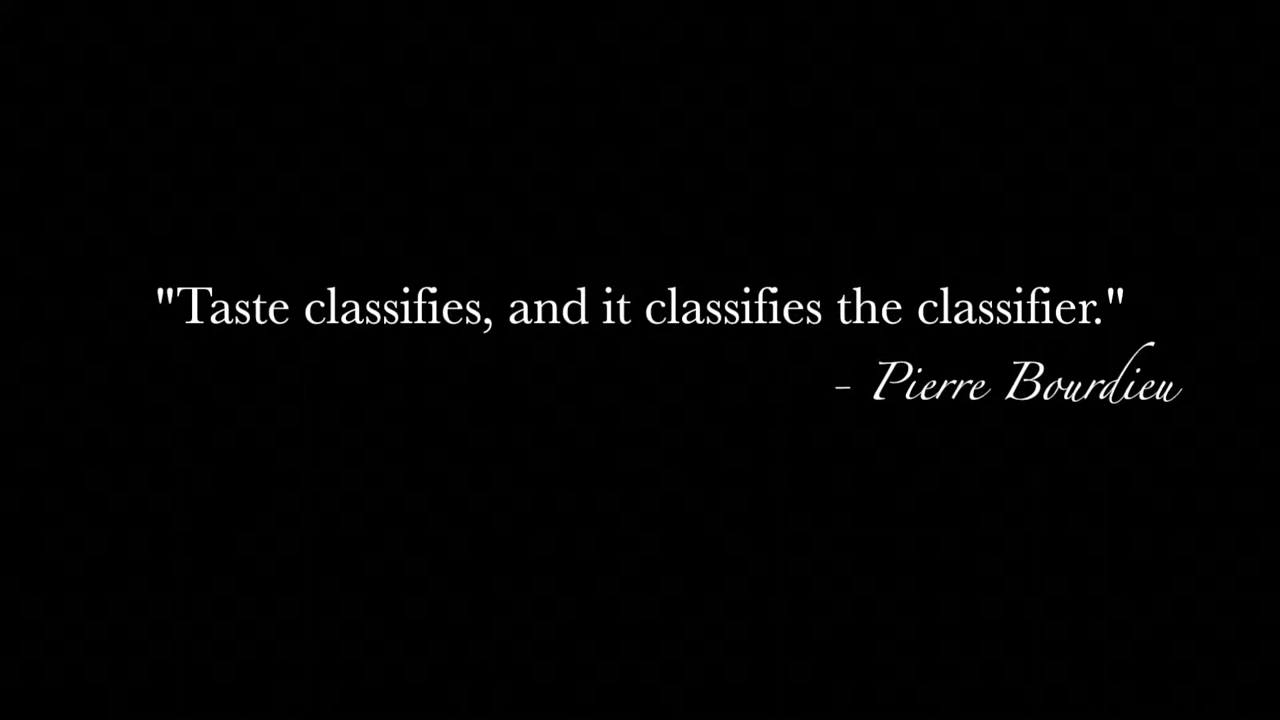 "Taste classifies, and it classifies the classifier."
- Pierre Bourdieu